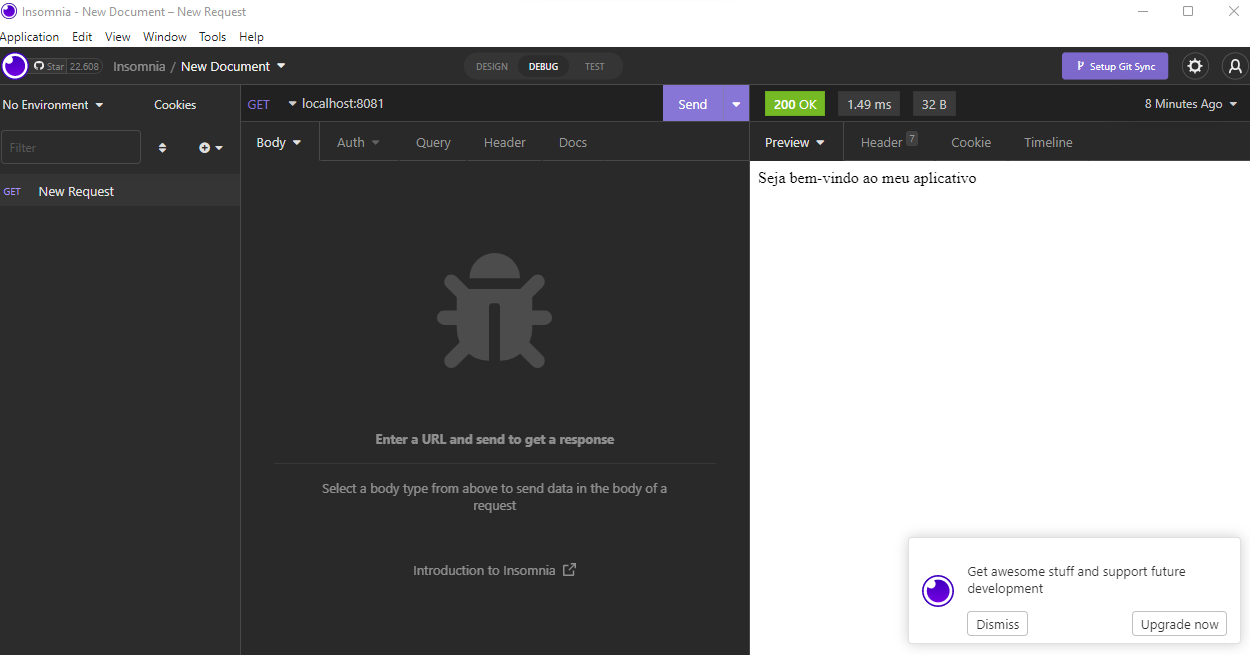 Insomnia - New Document – New Request
Application Edit View Window Tools Help
Star 22.608 Insomnia / New Document DESIGN DEBUG TEST Setup Git Sync
No Environment Cookies GET localhost:8081 Send 200 OK 1.49 ms 32 B 8 Minutes Ago
Filter Body Auth Query Header Docs Preview Header 7 Cookie Timeline
GET New Request
Seja bem-vindo ao meu aplicativo
Enter a URL and send to get a response
Select a body type from above to send data in the body of a
request
Introduction to Insomnia
Get awesome stuff and support future
development
Dismiss Upgrade now